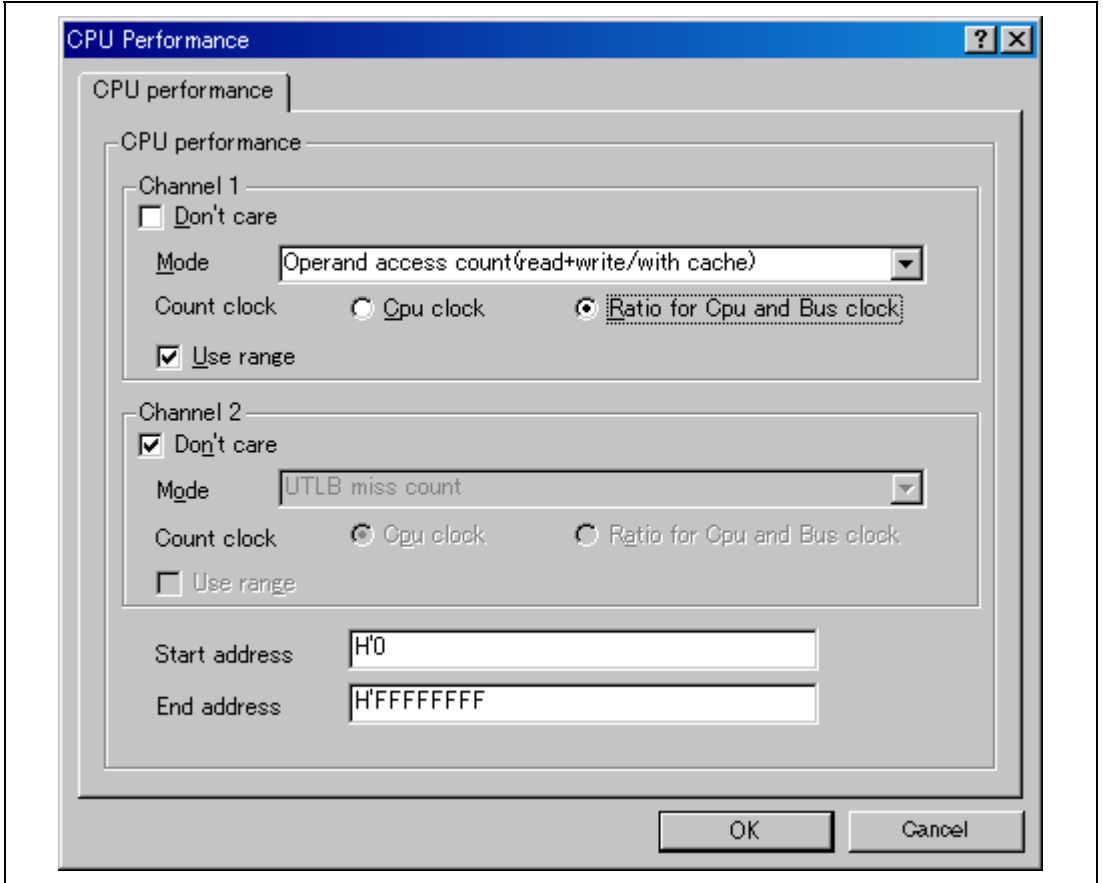 CPU Performance
CPU performance
CPU performance
Channel 1
Don't care
Mode Operand access count(read+write/with cache)
Count clock Cpu clock Ratio for Cpu and Bus clock
Use range
Channel 2
Don't care
Mode UTLB miss count
Count clock Cpu clock Ratio for Cpu and Bus clock
Use range
Start address H'0
End address H'FFFFFFFF
OK Cancel